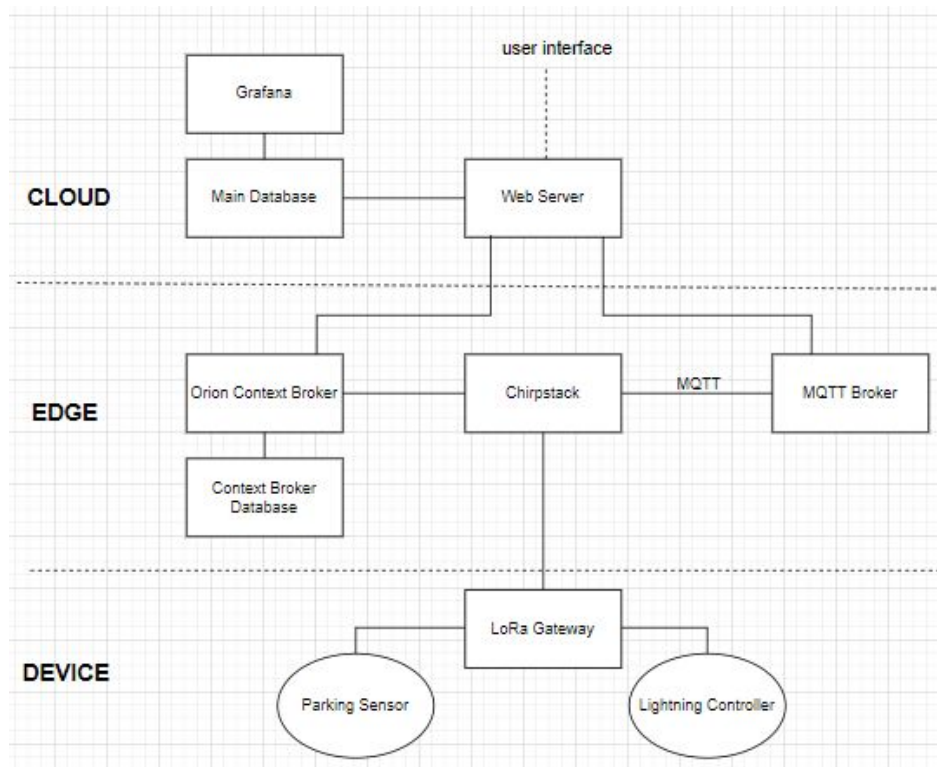 user interface
Grafana
CLOUD
Main Database
Web Server
EDGE
Orion Context Broker
Chirpstack
MQTT
MQTT Broker
Context Broker
Database
LoRa Gateway
DEVICE
Parking Sensor
Lightning Controller